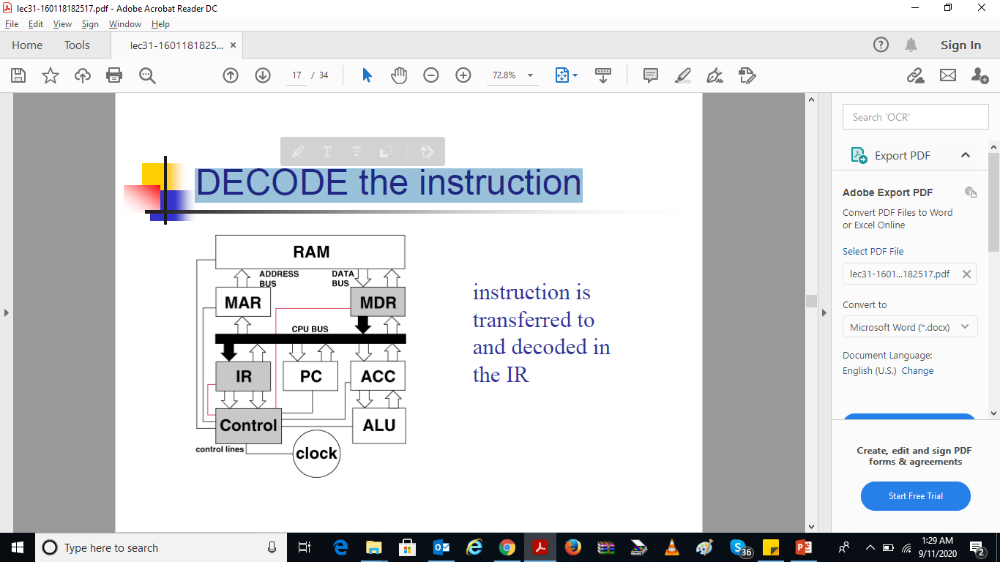 lec31-160118182517.pdf - Adobe Acrobat Reader DC
File Edit View Sign Window Help
Home Tools lec31-1601181825... × Sign In
17 / 34 72.8%
DECODE the instruction
RAM
ADDRESS BUS
DATA BUS
MAR
MDR
CPU BUS
IR
PC
ACC
Control
ALU
control lines
clock
instruction is
transferred to
and decoded in
the IR
Search 'OCR'
Export PDF
Adobe Export PDF
Convert PDF Files to Word
or Excel Online
Select PDF File
lec31-1601...182517.pdf
Convert to
Microsoft Word (*.docx)
Document Language:
English (U.S.) Change
Create, edit and sign PDF
forms & agreements
Start Free Trial
Type here to search
36
1:29 AM
9/11/2020
2